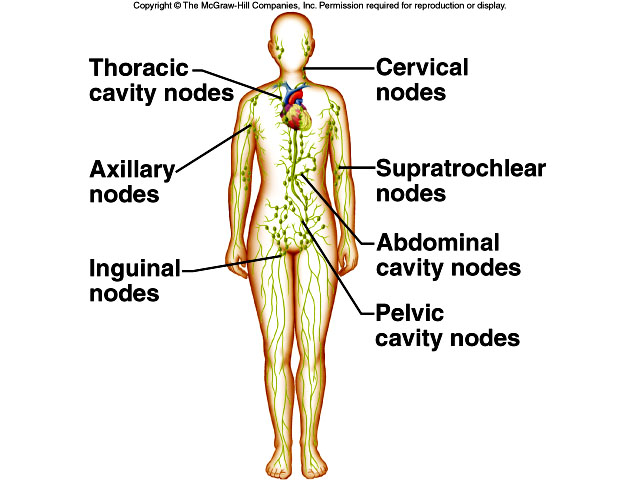 Copyright © The McGraw-Hill Companies, Inc. Permission required for reproduction or display.
Thoracic
cavity nodes
Cervical
nodes
Axillary
nodes
Supratrochlear
nodes
Inguinal
nodes
Abdominal
cavity nodes
Pelvic
cavity nodes